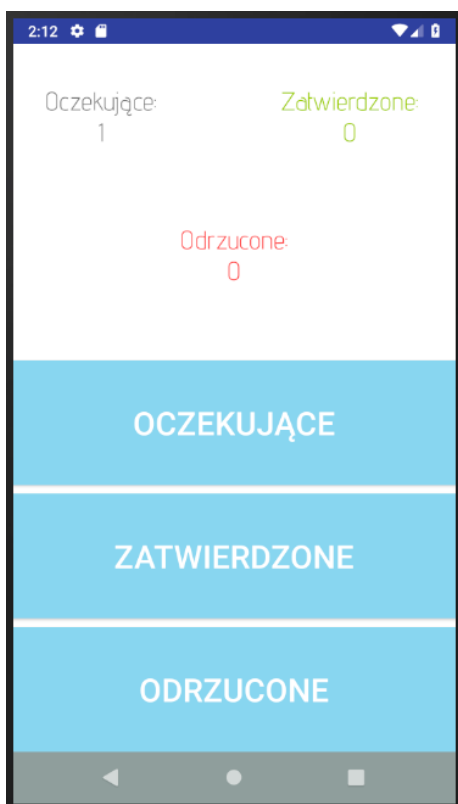 2:12
Oczekujące:
1
Zatwierdzone:
0
Odrzucone:
0
OCZEKUJĄCE
ZATWIERDZONE
ODRZUCONE